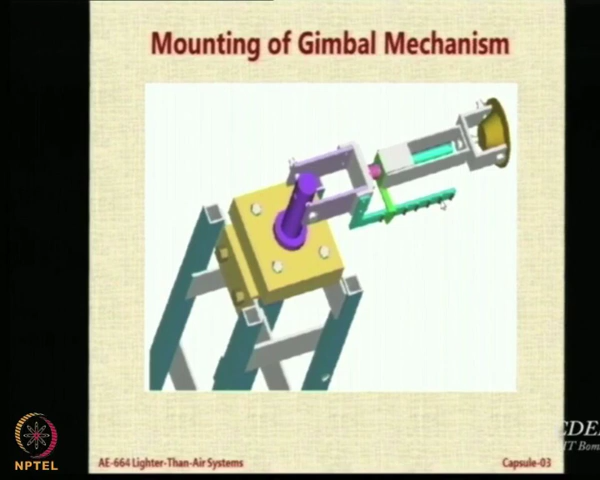 Mounting of Gimbal Mechanism
NPTEL
AE-664 Lighter-Than-Air Systems
Capsule-03